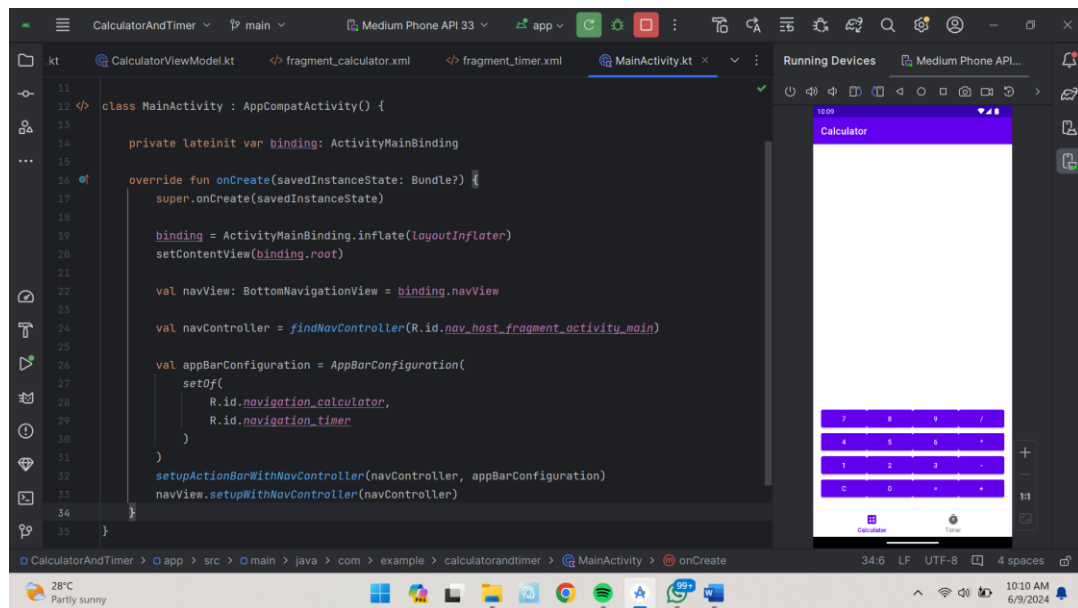 CalculatorAndTimer main Medium Phone API 33 app
.kt CalculatorViewModel.kt fragment_calculator.xml fragment_timer.xml MainActivity.kt
Running Devices Medium Phone API...
11
12 class MainActivity : AppCompatActivity() {
13
14 private lateinit var binding: ActivityMainBinding
15
16 override fun onCreate(savedInstanceState: Bundle?) {
17 super.onCreate(savedInstanceState)
18
19 binding = ActivityMainBinding.inflate(layoutInflater)
20 setContentView(binding.root)
21
22 val navView: BottomNavigationView = binding.navView
23
24 val navController = findNavController(R.id.nav_host_fragment_activity_main)
25
26 val appBarConfiguration = AppBarConfiguration(
27 setOf(
28 R.id.navigation_calculator,
29 R.id.navigation_timer
30 )
31 )
32 setupActionBarWithNavController(navController, appBarConfiguration)
33 navView.setupWithNavController(navController)
34 }
35 }
10:09
Calculator
7 8 9 /
4 5 6 *
1 2 3 -
C 0 = +
Calculator Timer
1:1
CalculatorAndTimer > app > src > main > java > com > example > calculatorandtimer > MainActivity > onCreate
34:6 LF UTF-8 4 spaces
28°C
Partly sunny
PRE
99+
10:10 AM
6/9/2024